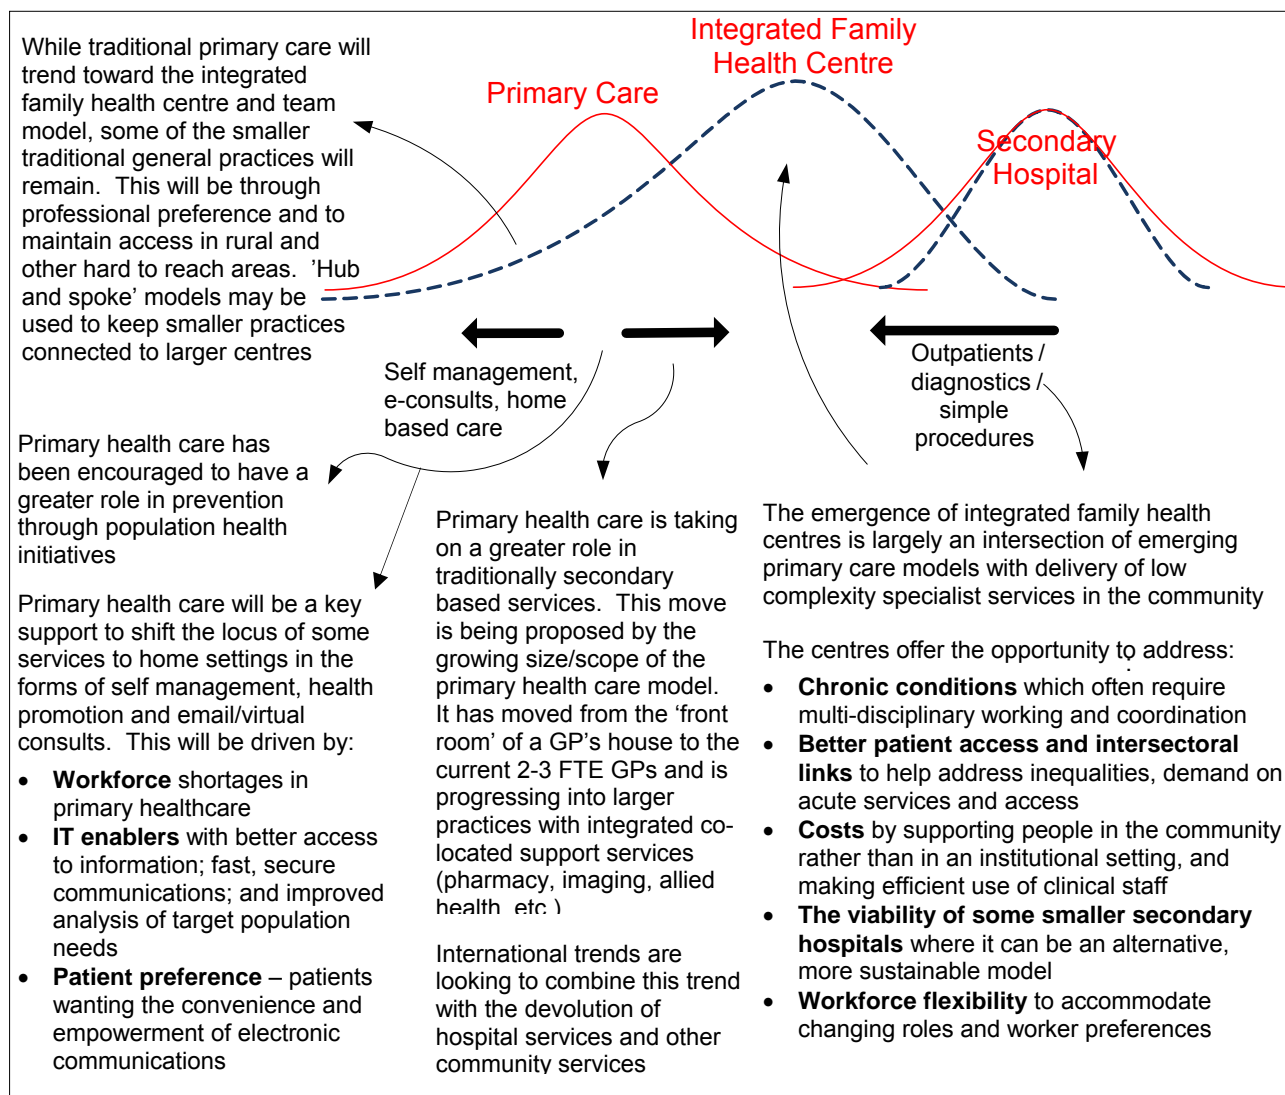 While traditional primary care will
trend toward the integrated
family health centre and team
model, some of the smaller
traditional general practices will
remain.  This will be through
professional preference and to
maintain access in rural and
other hard to reach areas.  'Hub
and spoke' models may be
used to keep smaller practices
connected to larger centres
Primary Care
Integrated Family
Health Centre
Secondary
Hospital
Self management,
e-consults, home
based care
Outpatients /
diagnostics /
simple
procedures
Primary health care has
been encouraged to have a
greater role in prevention
through population health
initiatives
Primary health care will be a key
support to shift the locus of some
services to home settings in the
forms of self management, health
promotion and email/virtual
consults.  This will be driven by:
• Workforce shortages in
primary healthcare
• IT enablers with better access
to information; fast, secure
communications; and improved
analysis of target population
needs
• Patient preference – patients
wanting the convenience and
empowerment of electronic
communications
Primary health care is taking
on a greater role in
traditionally secondary
based services.  This move
is being proposed by the
growing size/scope of the
primary health care model.
It has moved from the 'front
room' of a GP's house to the
current 2-3 FTE GPs and is
progressing into larger
practices with integrated co-
located support services
(pharmacy, imaging, allied
health, etc.)
International trends are
looking to combine this trend
with the devolution of
hospital services and other
community services
The emergence of integrated family health
centres is largely an intersection of emerging
primary care models with delivery of low
complexity specialist services in the community
The centres offer the opportunity to address:
• Chronic conditions which often require
multi-disciplinary working and coordination
• Better patient access and intersectoral
links to help address inequalities, demand on
acute services and access
• Costs by supporting people in the community
rather than in an institutional setting, and
making efficient use of clinical staff
• The viability of some smaller secondary
hospitals where it can be an alternative,
more sustainable model
• Workforce flexibility to accommodate
changing roles and worker preferences